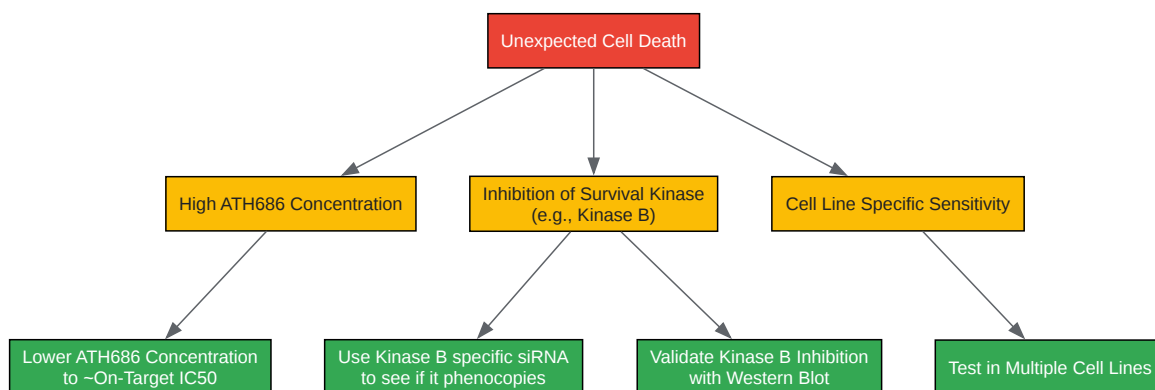 Unexpected Cell Death
High ATH686 Concentration
Inhibition of Survival Kinase
(e.g., Kinase B)
Cell Line Specific Sensitivity
Lower ATH686 Concentration
to ~On-Target IC50
Use Kinase B specific siRNA
to see if it phenocopies
Validate Kinase B Inhibition
with Western Blot
Test in Multiple Cell Lines